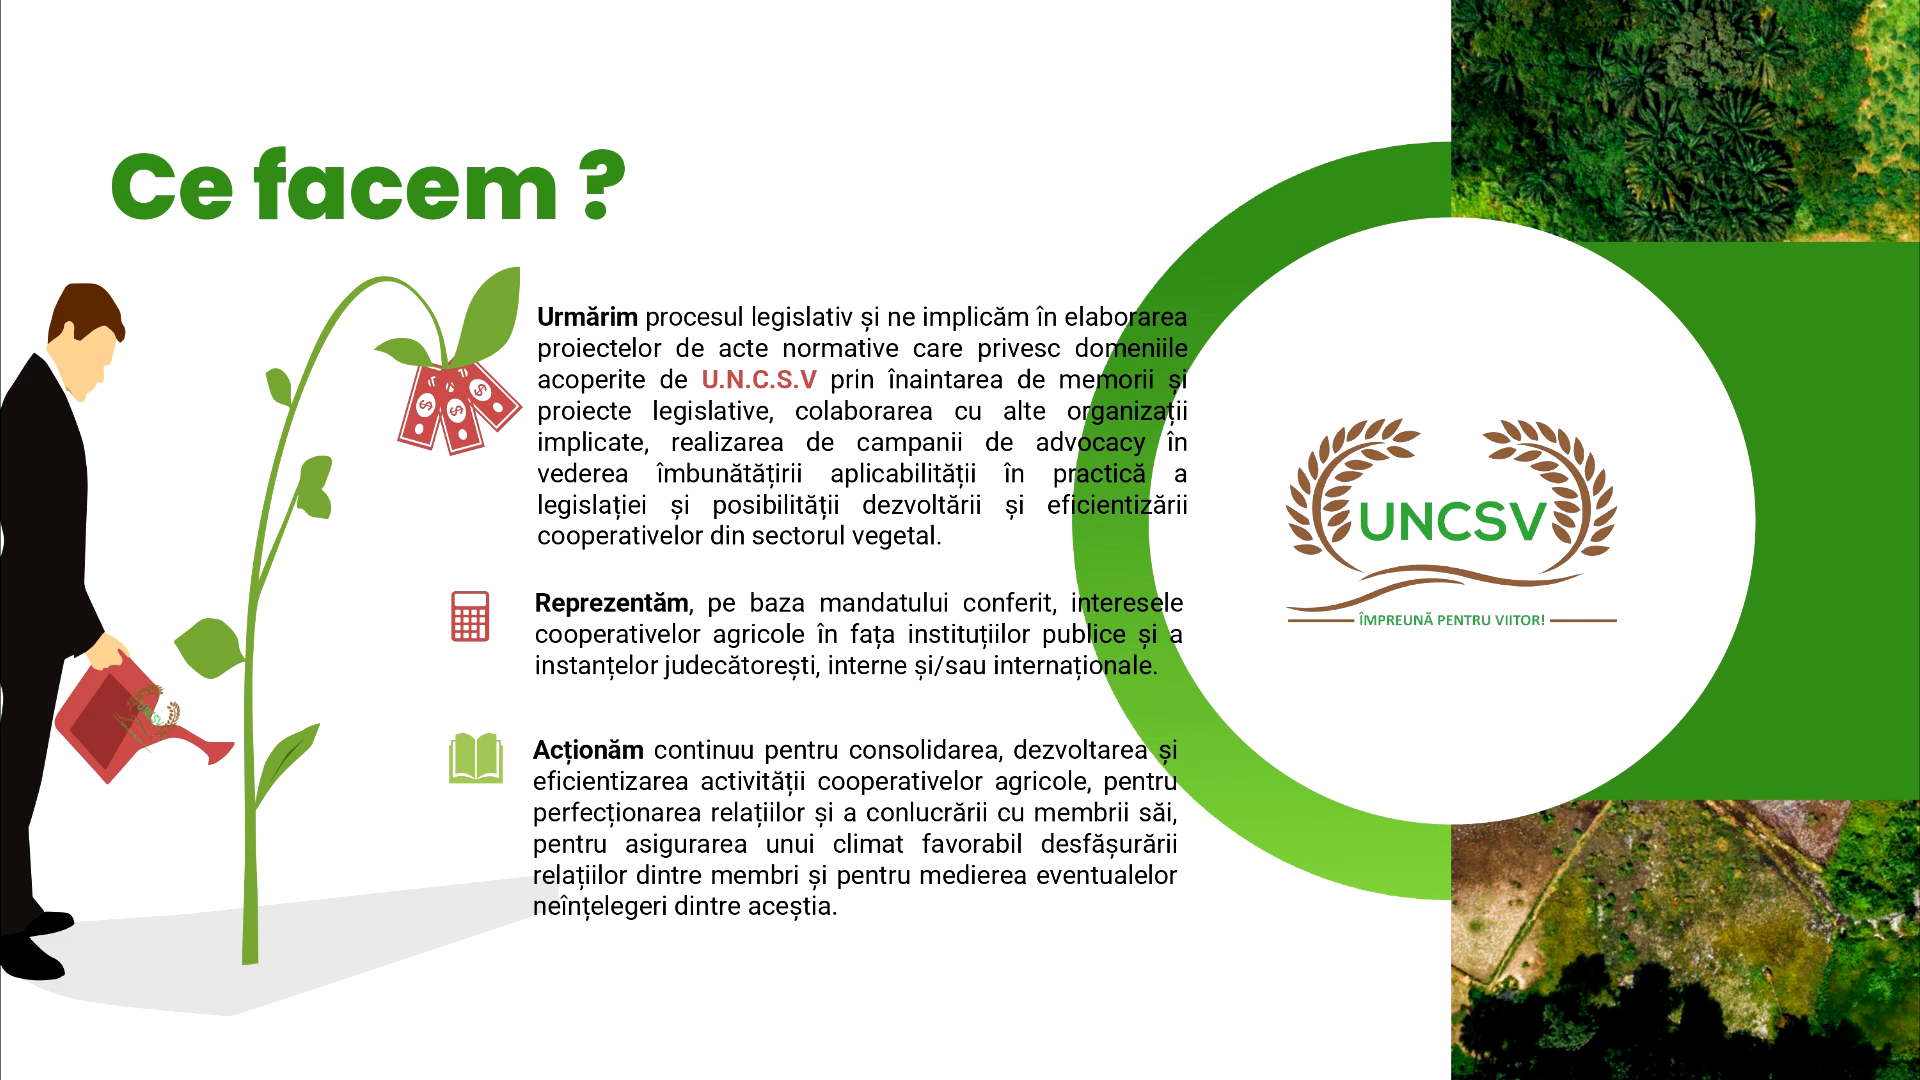 Ce facem ?
Urmărim procesul legislativ și ne implicăm în elaborarea
proiectelor de acte normative care privesc domeniile
acoperite de U.N.C.S.V prin înaintarea de memorii și
proiecte legislative, colaborarea cu alte organizații
implicate, realizarea de campanii de advocacy în
vederea îmbunătățirii aplicabilității în practică a
legislației și posibilității dezvoltării și eficientizării
cooperativelor din sectorul vegetal.
Reprezentăm, pe baza mandatului conferit, interesele
cooperativelor agricole în fața instituțiilor publice și a
instanțelor judecătorești, interne și/sau internaționale.
Acționăm continuu pentru consolidarea, dezvoltarea și
eficientizarea activității cooperativelor agricole, pentru
perfecționarea relațiilor și a conlucrării cu membrii săi,
pentru asigurarea unui climat favorabil desfășurării
relațiilor dintre membri și pentru medierea eventualelor
neînțelegeri dintre aceștia.
UNCSV
ÎMPREUNĂ PENTRU VIITOR!
UNCSV